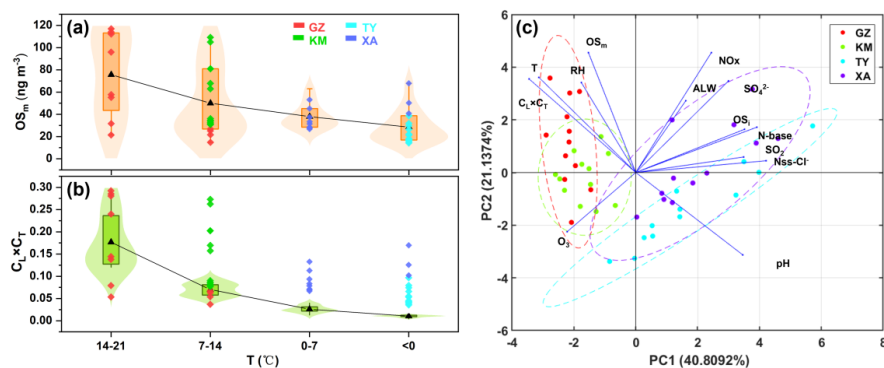 (a)
GZ TY
KM XA
OSm (ng m-3)
120
100
80
60
40
20
0
(b)
CL×CT
0.30
0.25
0.20
0.15
0.10
0.05
0.00
14-21 7-14 0-7 <0
T (℃)
(c)
GZ
KM
TY
XA
OSm
NOx
T
RH
ALW
SO4 2-
CL×CT
OSi
N-base
SO2
Nss-Cl-
O3
pH
PC2 (21.1374%)
6
4
2
0
-2
-4
-6
-4 -2 0 2 4 6 8
PC1 (40.8092%)